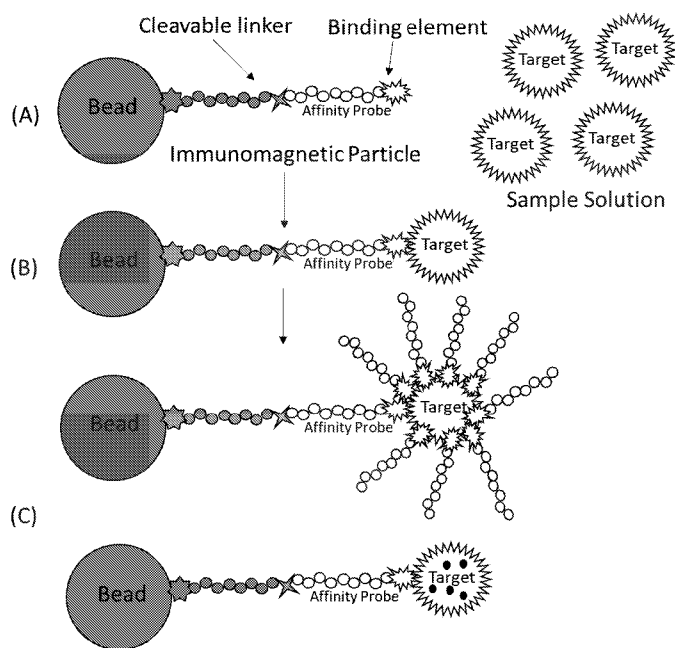 Cleavable linker
Binding element
Target
Target
(A)
Bead
Affinity Probe
Target
Target
Immunomagnetic Particle
Sample Solution
(B)
Bead
Affinity Probe
Target
Bead
Affinity Probe
Target
(C)
Bead
Affinity Probe
Target